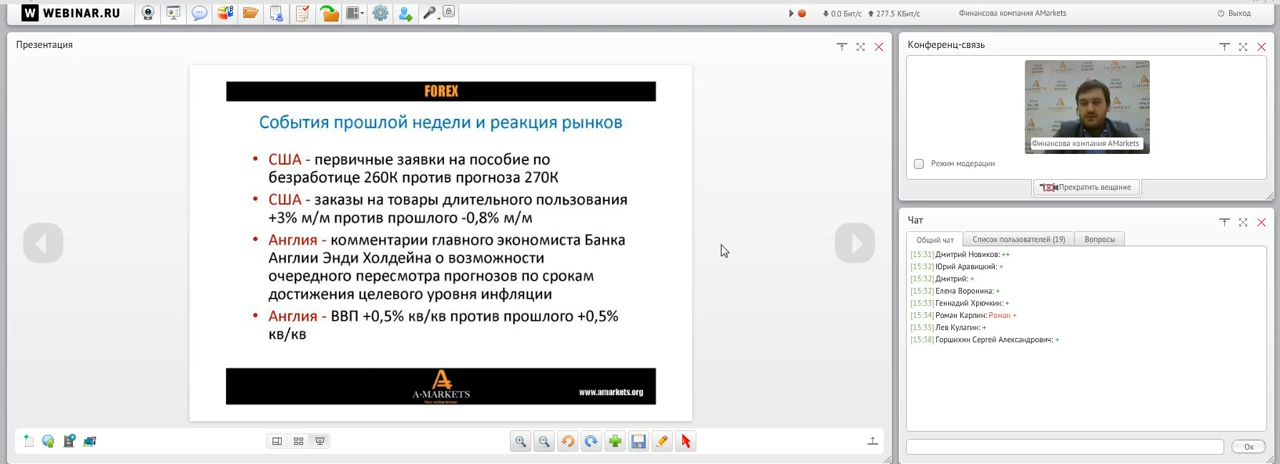 W WEBINAR.RU
0.0 Бит/с 277.5 КБит/с
Финансова компания AMarkets
Выход
Презентация
FOREX
События прошлой недели и реакция рынков
• США - первичные заявки на пособие по
безработице 260К против прогноза 270К
• США - заказы на товары длительного пользования
+3% м/м против прошлого -0,8% м/м
• Англия - комментарии главного экономиста Банка
Англии Энди Холдейна о возможности
очередного пересмотра прогнозов по срокам
достижения целевого уровня инфляции
• Англия - ВВП +0,5% кв/кв против прошлого +0,5%
кв/кв
A·MARKETS
www.amarkets.org
Конференц-связь
Финансова компания AMarkets
Режим модерации
Прекратить вещание
Чат
Общий чат
Список пользователей (19)
Вопросы
[15:31] Дмитрий Новиков: ++
[15:32] Юрий Аравицкий: +
[15:32] Дмитрий: +
[15:32] Елена Воронина: +
[15:33] Геннадий Хрючкин: +
[15:34] Роман Карпин: Роман +
[15:35] Лев Кулагин: +
[15:38] Горшихин Сергей Александрович: +
Ок